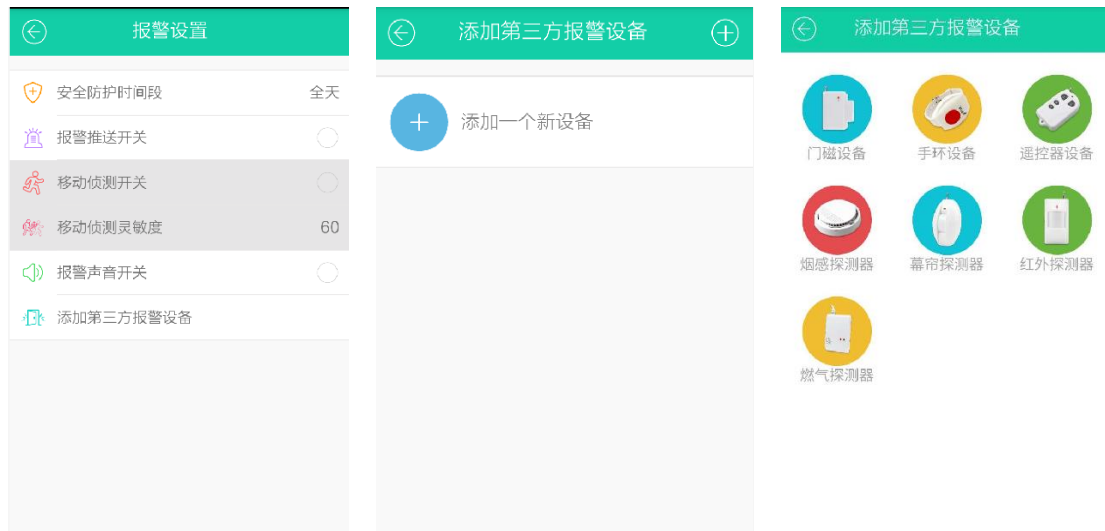 报警设置
安全防护时间段 全天
报警推送开关
移动侦测开关
移动侦测灵敏度 60
报警声音开关
添加第三方报警设备
添加第三方报警设备
添加一个新设备
添加第三方报警设备
门磁设备 手环设备 遥控器设备
烟感探测器 幕帘探测器 红外探测器
燃气探测器